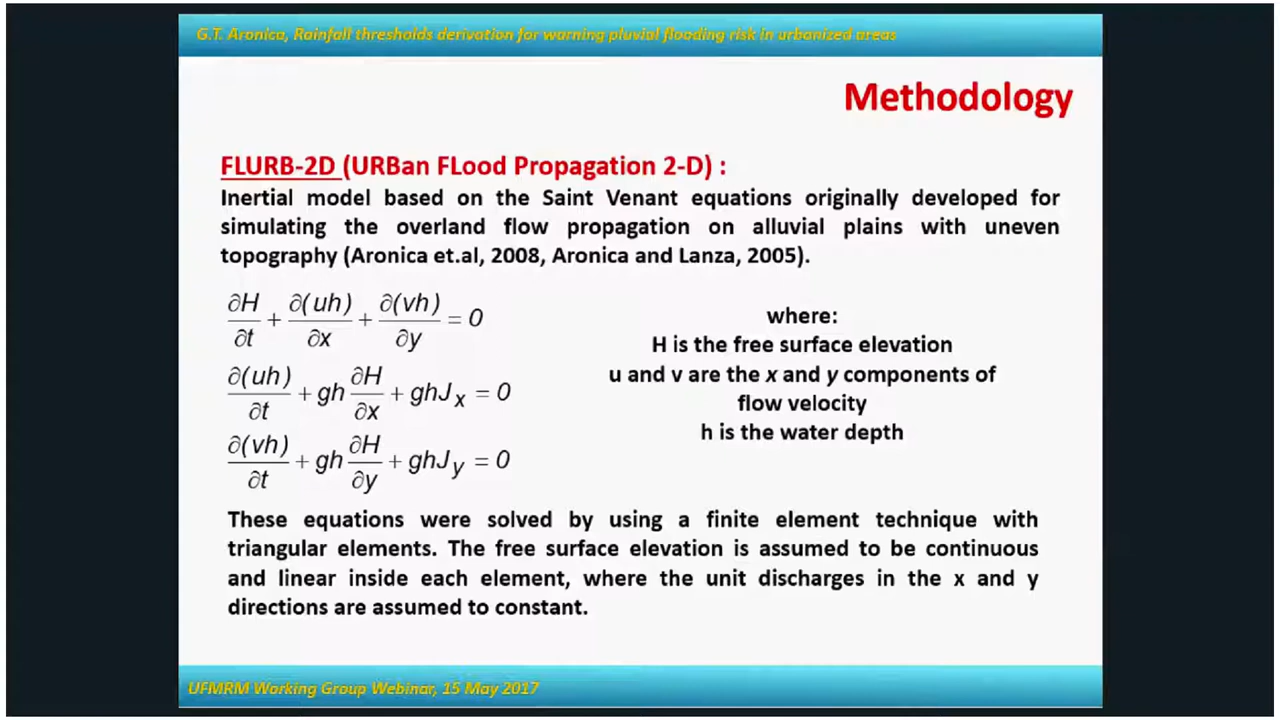 G.T. Aronica, Rainfall thresholds derivation for warning pluvial flooding risk in urbanized areas
Methodology
FLURB-2D (URBan FLood Propagation 2-D) :
Inertial model based on the Saint Venant equations originally developed for
simulating the overland flow propagation on alluvial plains with uneven
topography (Aronica et.al, 2008, Aronica and Lanza, 2005).
∂H/∂t + ∂(uh)/∂x + ∂(vh)/∂y = 0
∂(uh)/∂t + gh ∂H/∂x + ghJx = 0
∂(vh)/∂t + gh ∂H/∂y + ghJy = 0
where:
H is the free surface elevation
u and v are the x and y components of
flow velocity
h is the water depth
These equations were solved by using a finite element technique with
triangular elements. The free surface elevation is assumed to be continuous
and linear inside each element, where the unit discharges in the x and y
directions are assumed to constant.
UFMRM Working Group Webinar, 15 May 2017